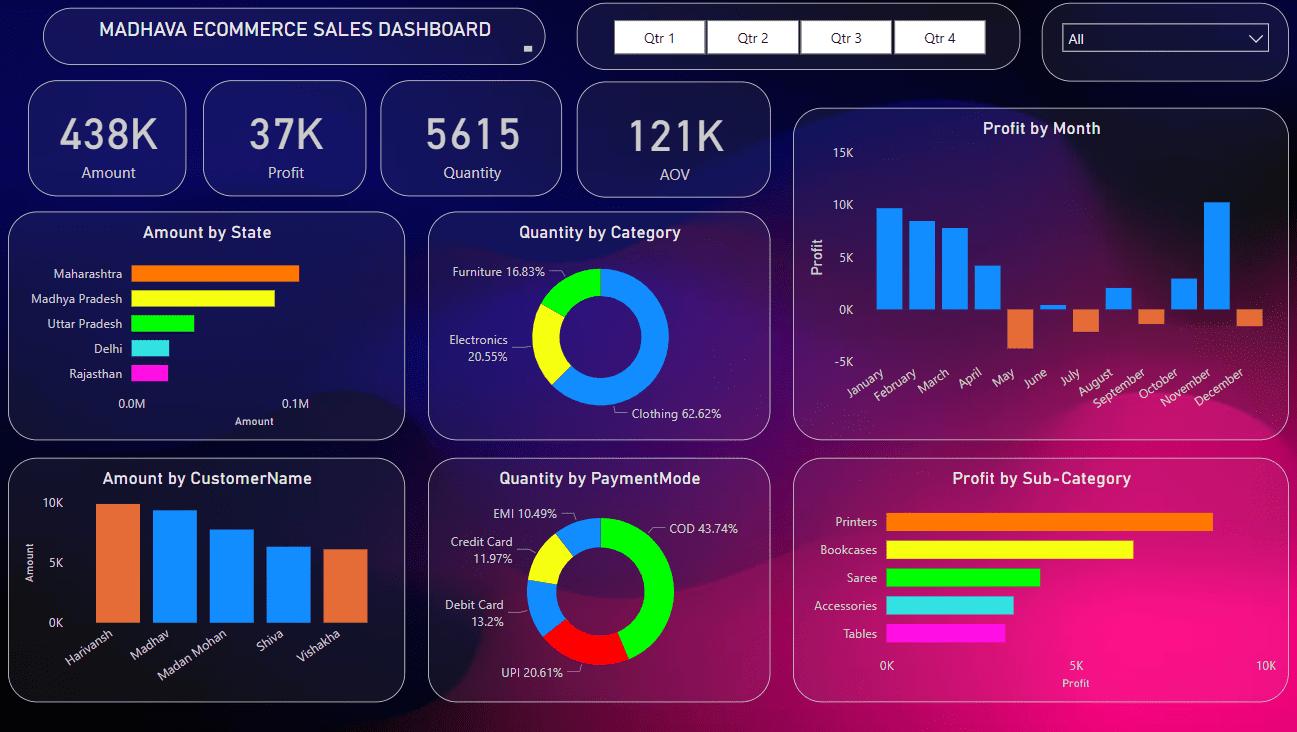 MADHAVA ECOMMERCE SALES DASHBOARD
Qtr 1
Qtr 2
Qtr 3
Qtr 4
All
438K
Amount
37K
Profit
5615
Quantity
121K
AOV
Profit by Month
15K
10K
5K
0K
-5K
Profit
January
February
March
April
May
June
July
August
September
October
November
December
Amount by State
Maharashtra
Madhya Pradesh
Uttar Pradesh
Delhi
Rajasthan
0.0M
0.1M
Amount
Quantity by Category
Furniture 16.83%
Electronics
20.55%
Clothing 62.62%
Amount by CustomerName
10K
5K
0K
Amount
Harivansh
Madhav
Madan Mohan
Shiva
Vishakha
Quantity by PaymentMode
EMI 10.49%
COD 43.74%
Credit Card
11.97%
Debit Card
13.2%
UPI 20.61%
Profit by Sub-Category
Printers
Bookcases
Saree
Accessories
Tables
0K
5K
10K
Profit